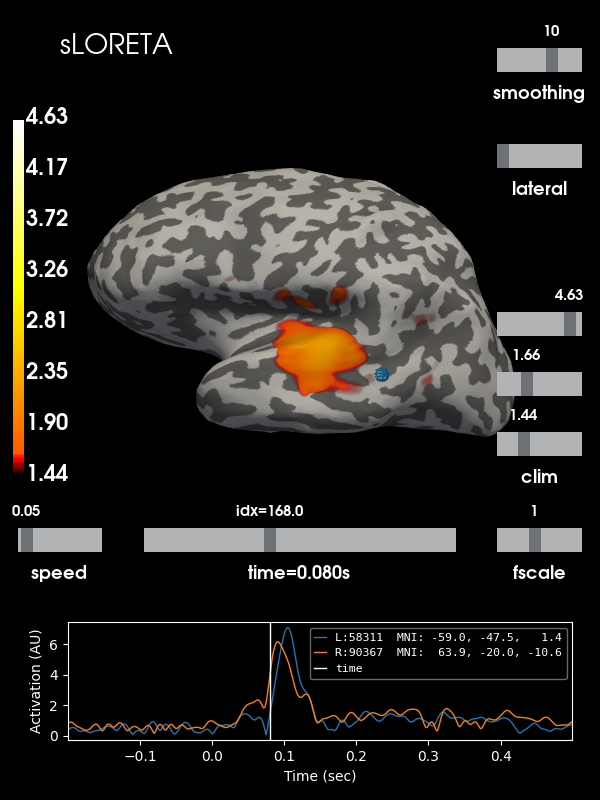 sLORETA
10
smoothing
lateral
4.63
4.17
3.72
3.26
2.81
2.35
1.90
1.44
4.63
1.66
1.44
clim
0.05
speed
idx=168.0
time=0.080s
1
fscale
Activation (AU)
6
4
2
0
L:58311 MNI: -59.0, -47.5, 1.4
R:90367 MNI: 63.9, -20.0, -10.6
time
−0.1 0.0 0.1 0.2 0.3 0.4
Time (sec)